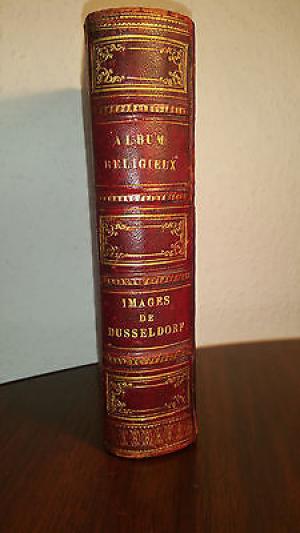 ALBUM
RELIGIEUX
IMAGES
DE
DUSSELDORF